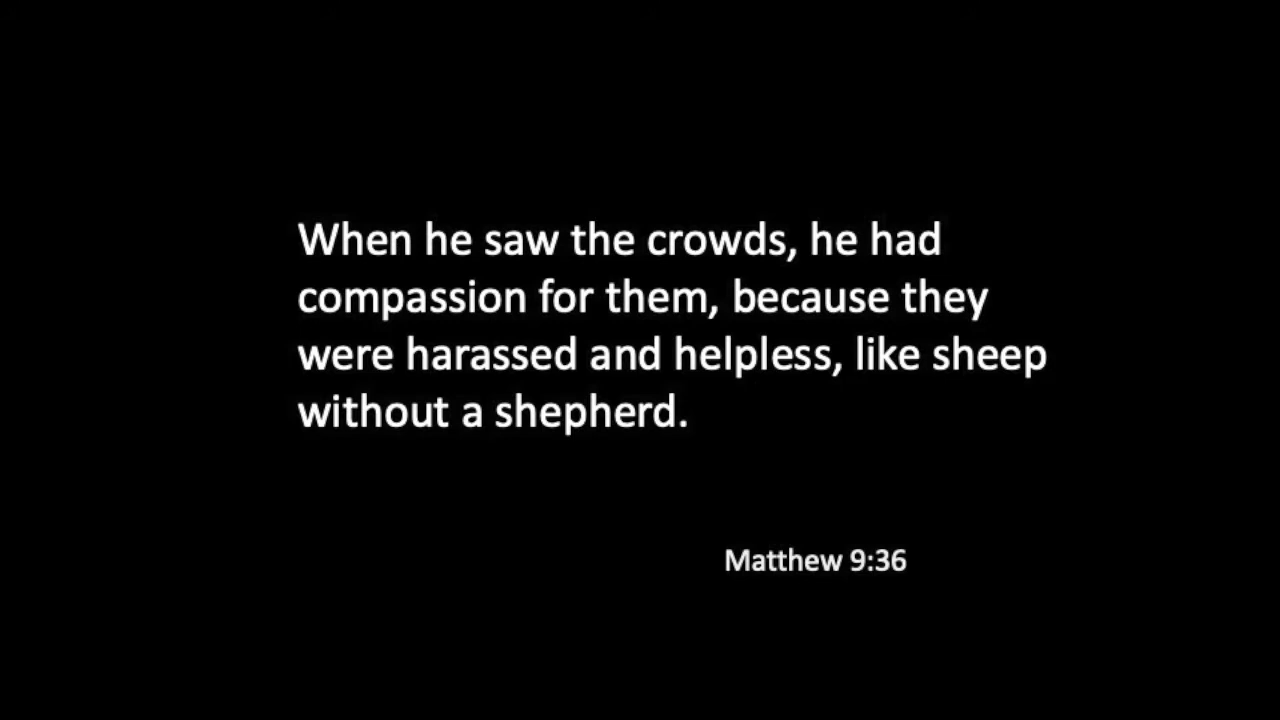 When he saw the crowds, he had
compassion for them, because they
were harassed and helpless, like sheep
without a shepherd.
Matthew 9:36